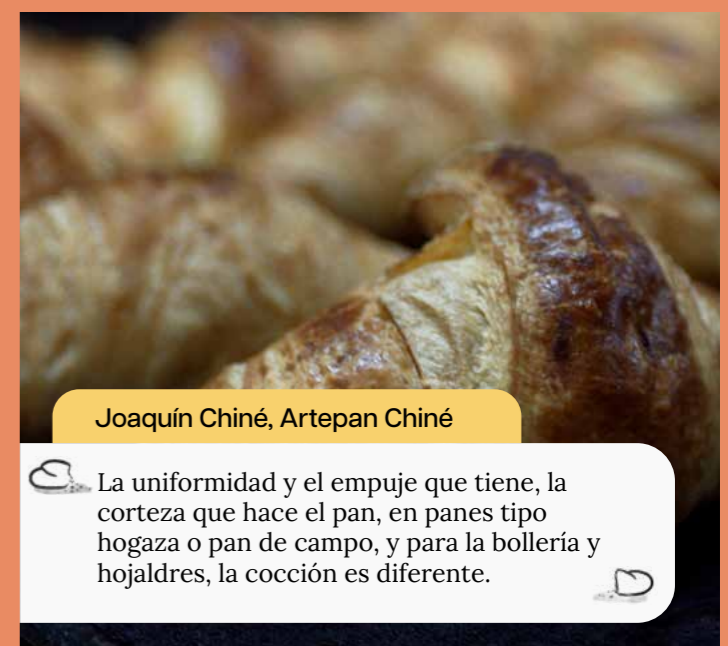 Joaquín Chiné, Artepan Chiné
La uniformidad y el empuje que tiene, la
corteza que hace el pan, en panes tipo
hogaza o pan de campo, y para la bollería y
hojaldres, la cocción es diferente.